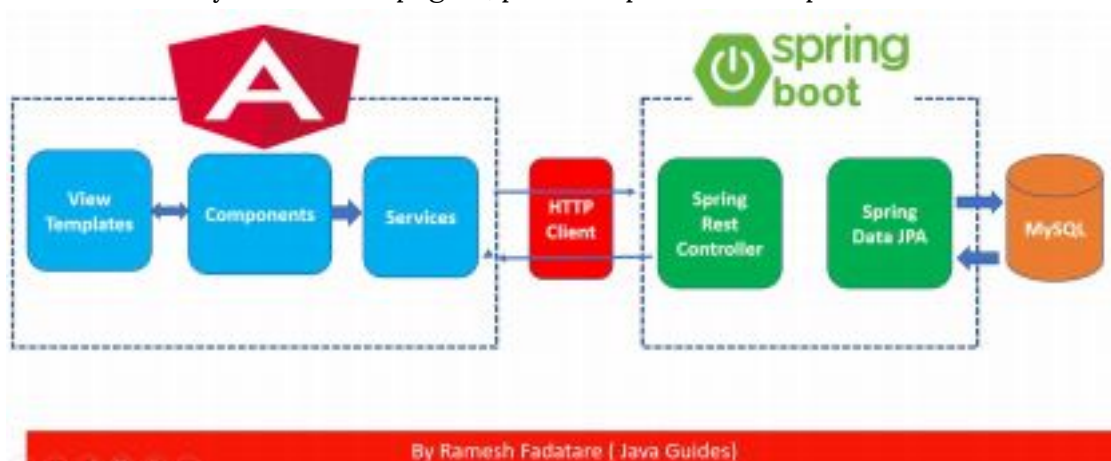 spring
boot
View
Templates
Components
Services
HTTP
Client
Spring
Rest
Controller
Spring
Data JPA
MySQL
By Ramesh Fadatare ( Java Guides)